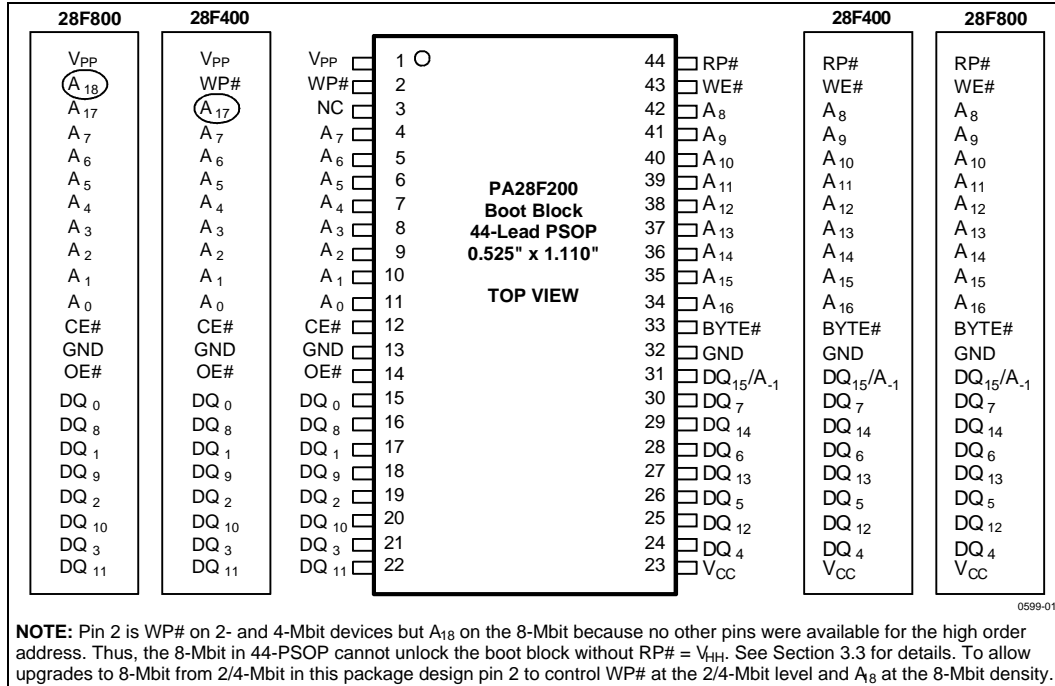 28F800 28F400 28F400 28F800
VPP VPP VPP 1 44 RP# RP# RP#
A18 WP# WP# 2 43 WE# WE# WE#
A17 A17 NC 3 42 A8 A8 A8
A7 A7 A7 4 41 A9 A9 A9
A6 A6 A6 5 40 A10 A10 A10
A5 A5 A5 6 39 A11 A11 A11
A4 A4 A4 7 PA28F200 38 A12 A12 A12
A3 A3 A3 8 Boot Block 37 A13 A13 A13
44-Lead PSOP
A2 A2 A2 9 0.525" x 1.110" 36 A14 A14 A14
A1 A1 A1 10 35 A15 A15 A15
A0 A0 A0 11 TOP VIEW 34 A16 A16 A16
CE# CE# CE# 12 33 BYTE# BYTE# BYTE#
GND GND GND 13 32 GND GND GND
OE# OE# OE# 14 31 DQ15/A-1 DQ15/A-1 DQ15/A-1
DQ0 DQ0 DQ0 15 30 DQ7 DQ7 DQ7
DQ8 DQ8 DQ8 16 29 DQ14 DQ14 DQ14
DQ1 DQ1 DQ1 17 28 DQ6 DQ6 DQ6
DQ9 DQ9 DQ9 18 27 DQ13 DQ13 DQ13
DQ2 DQ2 DQ2 19 26 DQ5 DQ5 DQ5
DQ10 DQ10 DQ10 20 25 DQ12 DQ12 DQ12
DQ3 DQ3 DQ3 21 24 DQ4 DQ4 DQ4
DQ11 DQ11 DQ11 22 23 VCC VCC VCC
0599-01
NOTE: Pin 2 is WP# on 2- and 4-Mbit devices but A18 on the 8-Mbit because no other pins were available for the high order
address. Thus, the 8-Mbit in 44-PSOP cannot unlock the boot block without RP# = VHH. See Section 3.3 for details. To allow
upgrades to 8-Mbit from 2/4-Mbit in this package design pin 2 to control WP# at the 2/4-Mbit level and A18 at the 8-Mbit density.